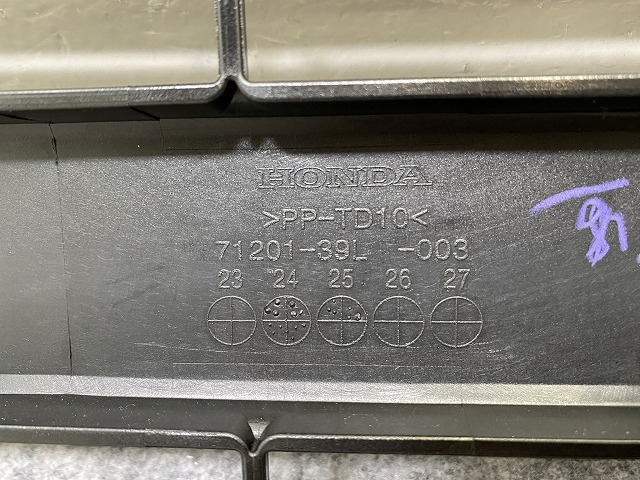 HONDA
>PP-TD10<
71201-39L -003
23 24 25 26 27